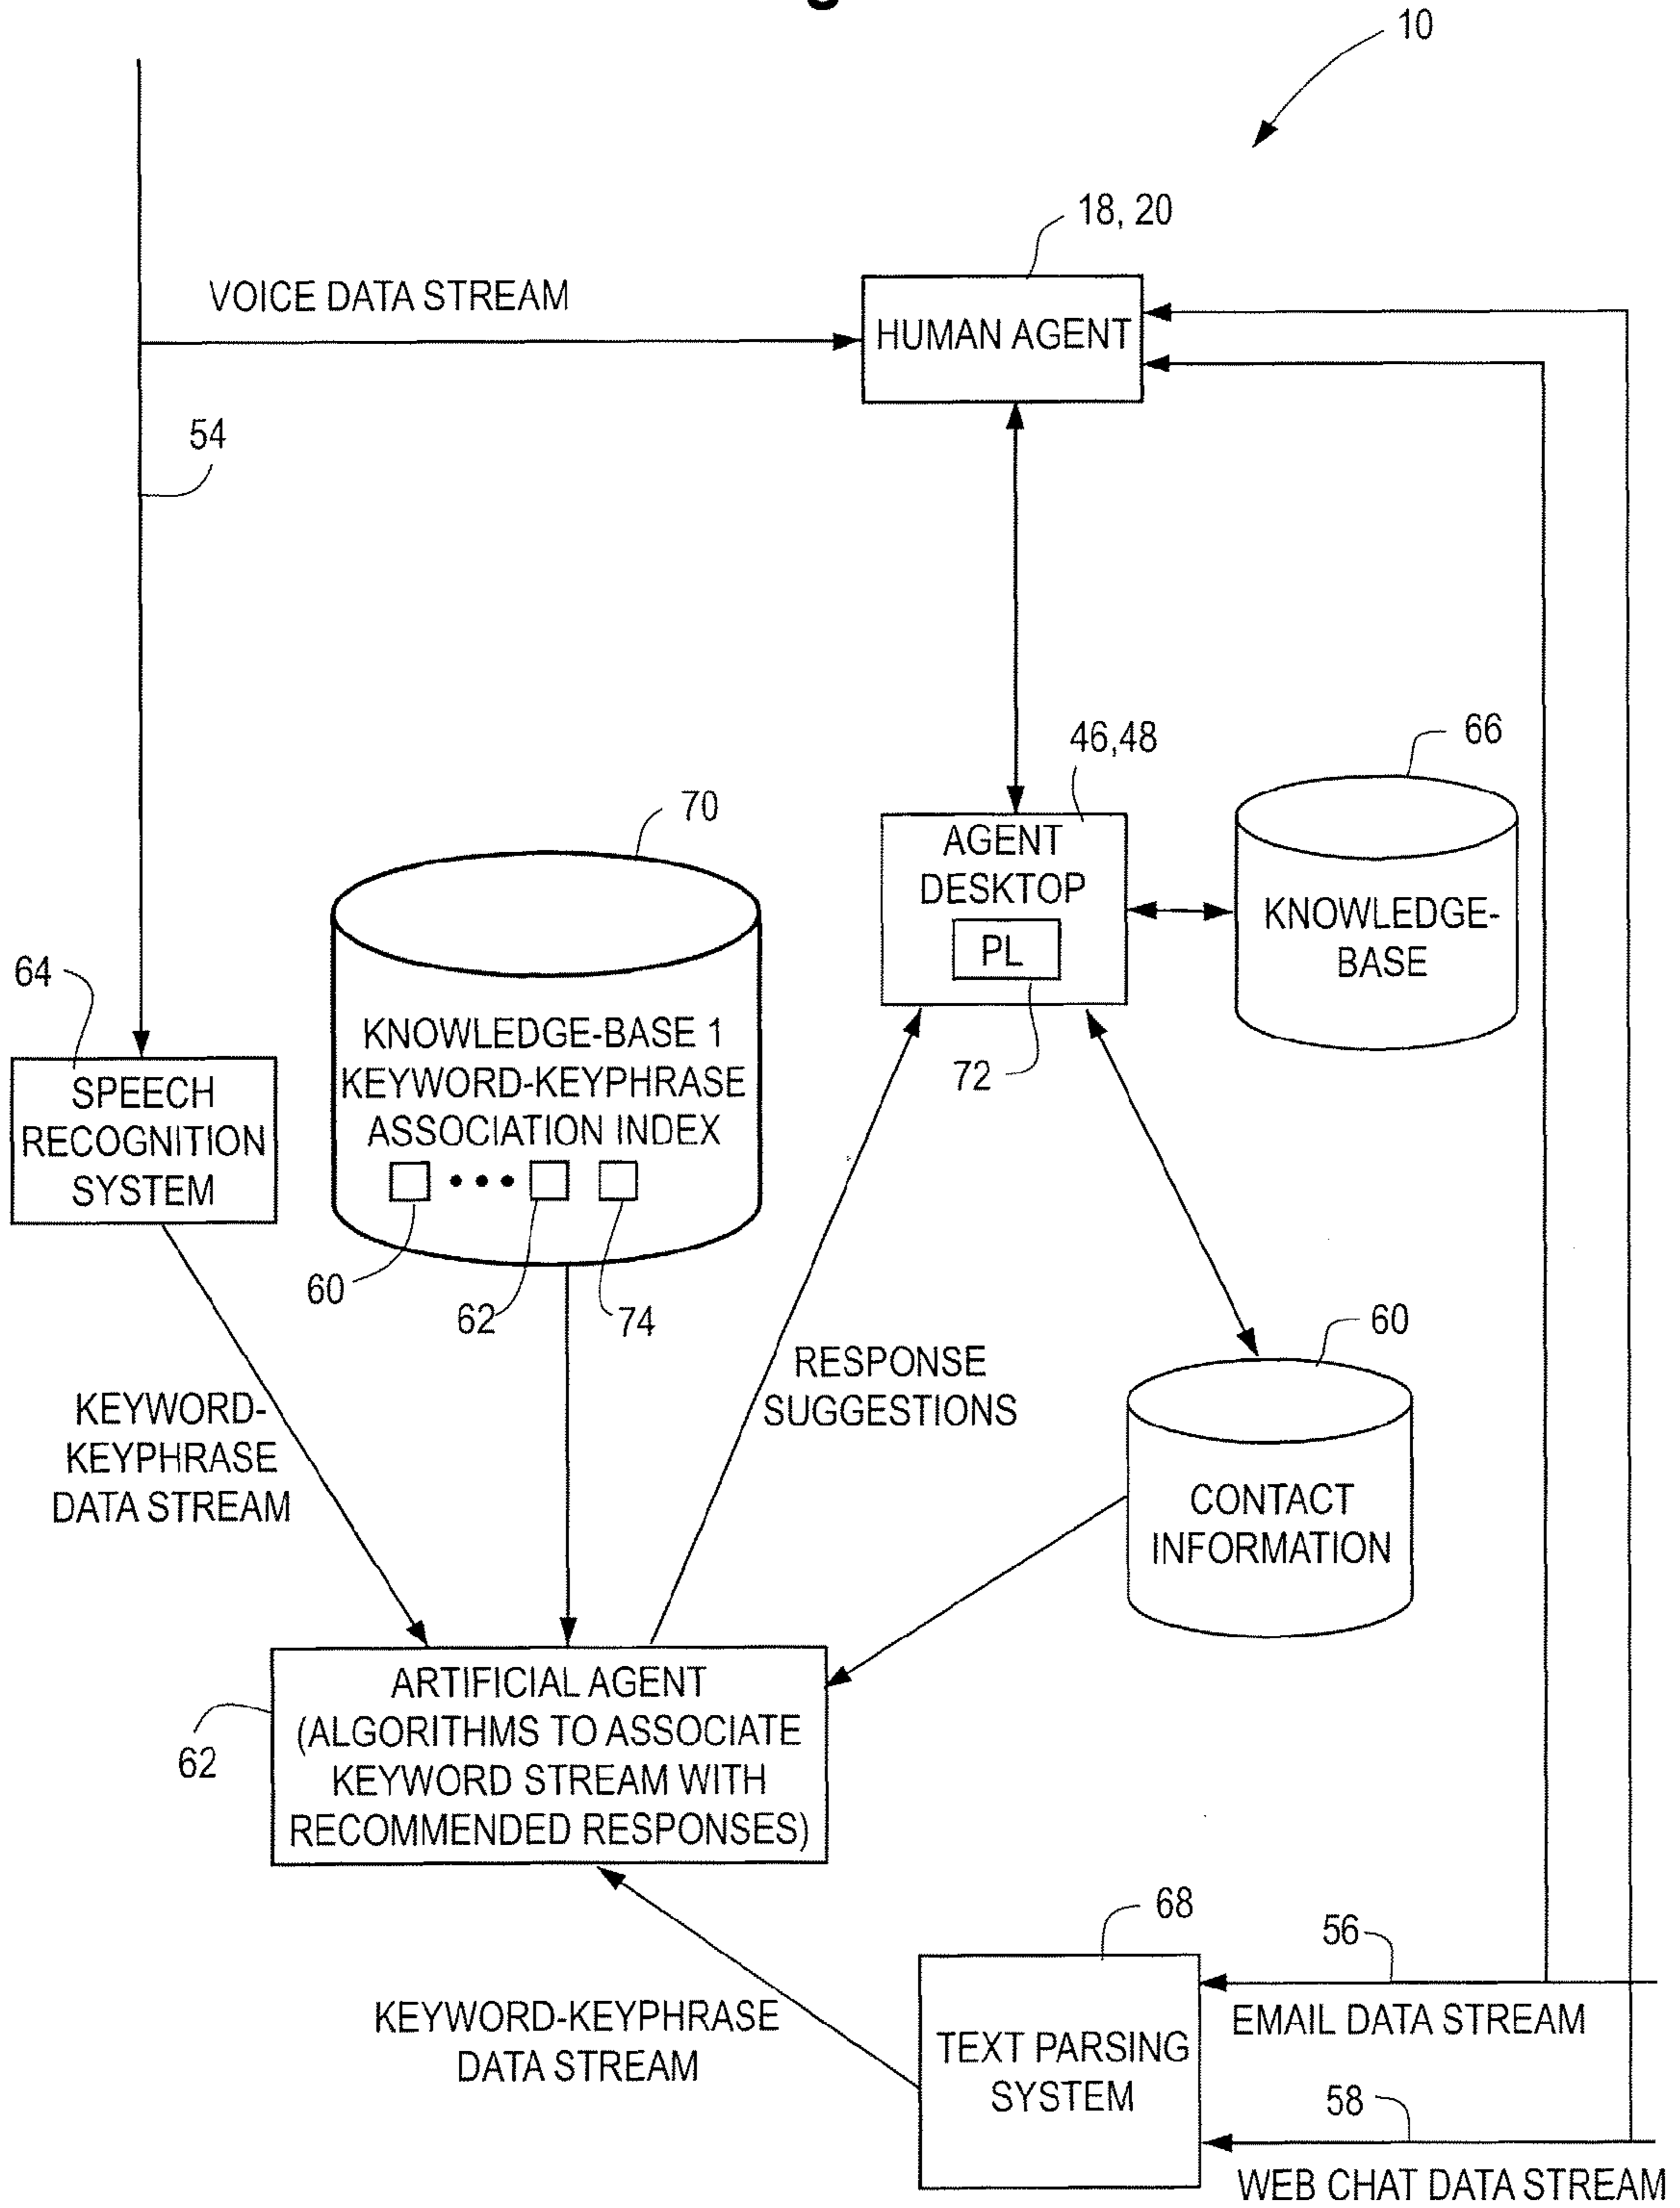 10
18, 20
VOICE DATA STREAM
HUMAN AGENT
54
46,48
66
70
AGENT
DESKTOP
PL
KNOWLEDGE-
BASE
64
72
KNOWLEDGE-BASE 1
KEYWORD-KEYPHRASE
ASSOCIATION INDEX
SPEECH
RECOGNITION
SYSTEM
60
62
74
60
RESPONSE
SUGGESTIONS
KEYWORD-
KEYPHRASE
DATA STREAM
CONTACT
INFORMATION
ARTIFICIAL AGENT
(ALGORITHMS TO ASSOCIATE
KEYWORD STREAM WITH
RECOMMENDED RESPONSES)
62
68
56
KEYWORD-KEYPHRASE
DATA STREAM
TEXT PARSING
SYSTEM
EMAIL DATA STREAM
58
WEB CHAT DATA STREAM